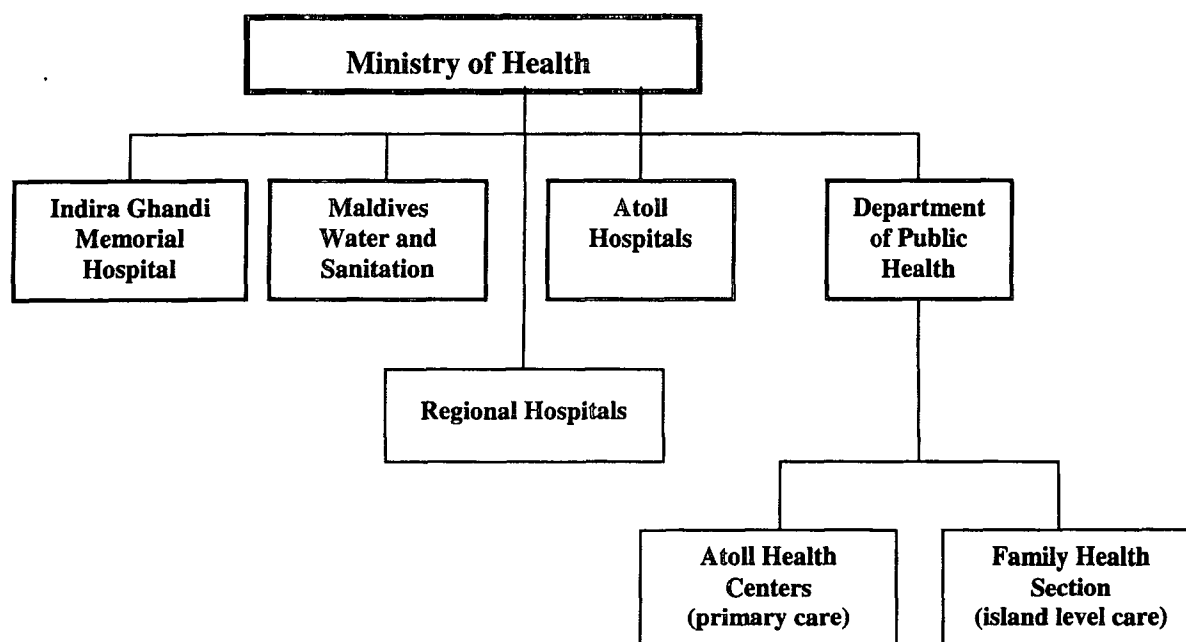 Ministry of Health
Indira Ghandi
Memorial
Hospital
Maldives
Water and
Sanitation
Atoll
Hospitals
Department
of Public
Health
Regional Hospitals
Atoll Health
Centers
(primary care)
Family Health
Section
(island level care)